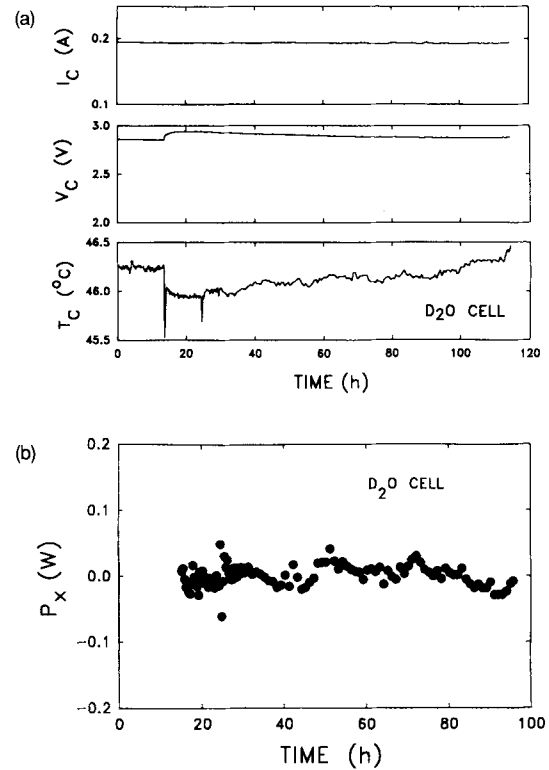 (a)
I_C (A)
0.2
0.1
V_C (V)
3.0
2.0
T_C (°C)
46.5
46.0
45.5
D₂O CELL
0 20 40 60 80 100 120
TIME (h)
(b)
P_X (W)
0.2
0.1
0.0
−0.1
−0.2
D₂O CELL
0 20 40 60 80 100
TIME (h)